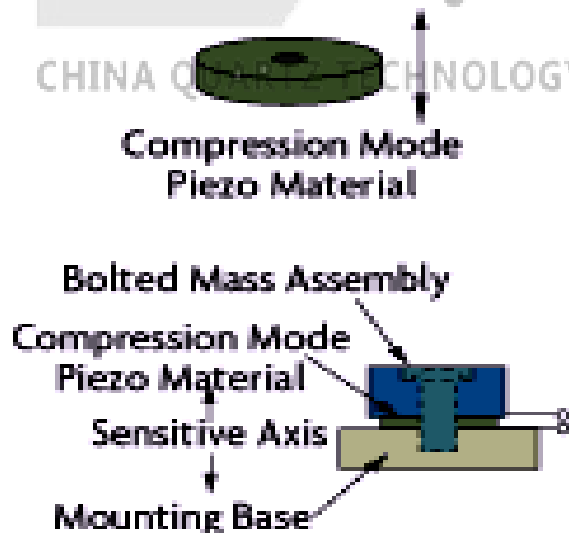 CHINA QUARTZ TECHNOLOGY
Compression Mode
Piezo Material
Bolted Mass Assembly
Compression Mode
Piezo Material
Sensitive Axis
Mounting Base